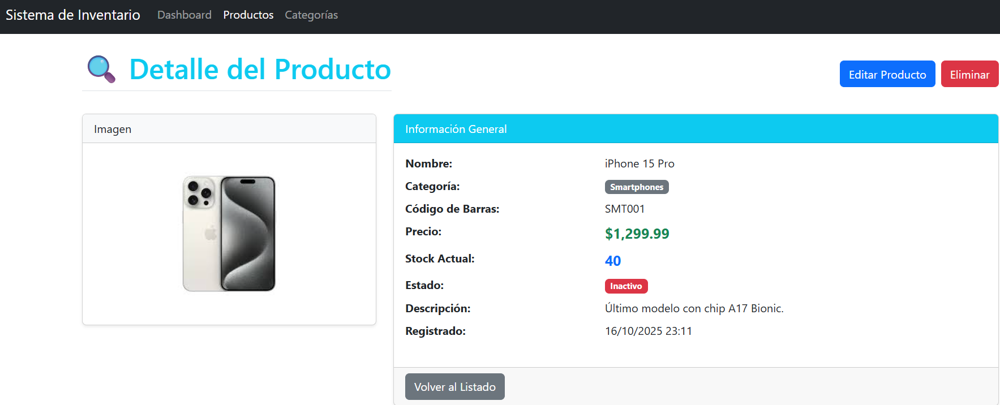 Sistema de Inventario Dashboard Productos Categorías
Detalle del Producto
Editar Producto Eliminar
Imagen
Información General
Nombre: iPhone 15 Pro
Categoría: Smartphones
Código de Barras: SMT001
Precio: $1,299.99
Stock Actual: 40
Estado: Inactivo
Descripción: Último modelo con chip A17 Bionic.
Registrado: 16/10/2025 23:11
Volver al Listado